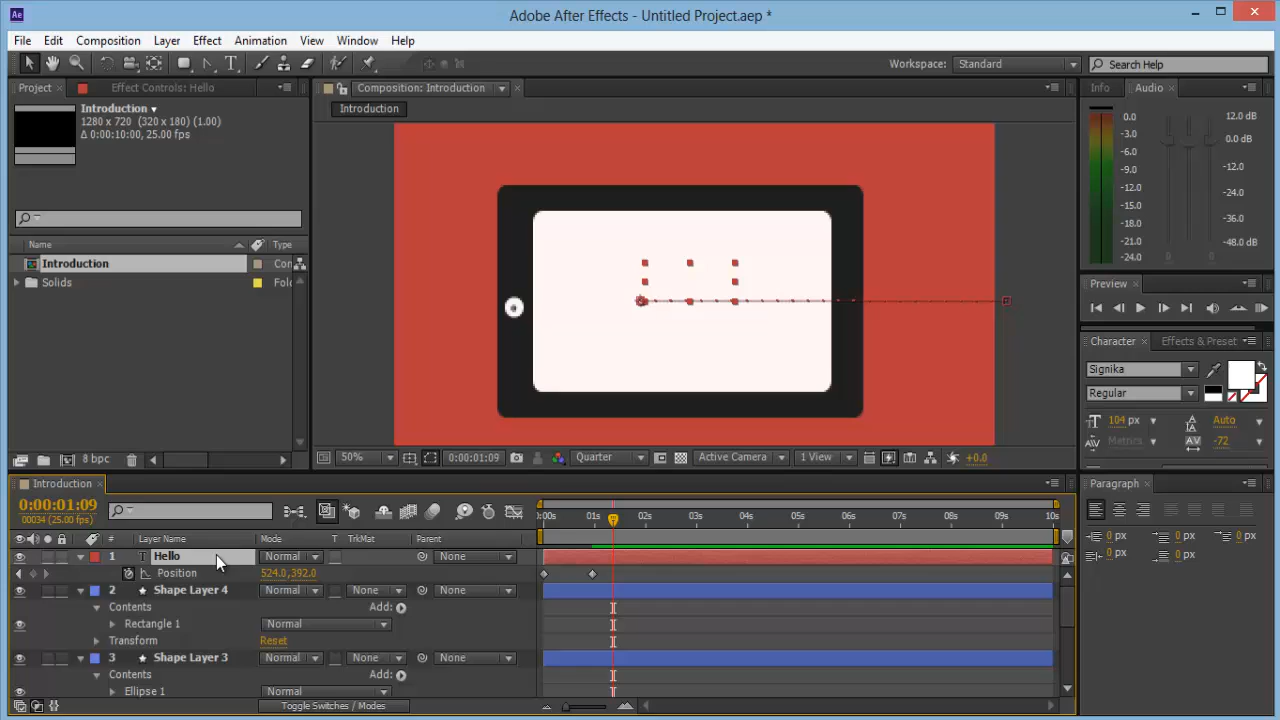 Ae
Adobe After Effects - Untitled Project.aep *
File Edit Composition Layer Effect Animation View Window Help
Workspace: Standard
Search Help
Project
Effect Controls: Hello
Composition: Introduction
Info
Audio
Introduction
1280 x 720 (320 x 180) (1.00)
Δ 0:00:10:00, 25.00 fps
Introduction
0.0
-3.0
-6.0
-9.0
-12.0
-15.0
-18.0
-21.0
-24.0
12.0 dB
0.0 dB
-12.0
-24.0
-36.0
-48.0 dB
Name
Type
Introduction
Solids
Preview
Character
Effects & Preset
Signika
Regular
T 104 px
Auto
Metrics
-72
8 bpc
50%
0:00:01:09
Quarter
Active Camera
1 View
+0.0
Introduction
Paragraph
0:00:01:09
00034 (25.00 fps)
01s 02s 03s 04s 05s 06s 07s 08s 09s 10s
# Layer Name
Mode T TrkMat Parent
1 T Hello Normal None
Position 524.0,392.0
2 Shape Layer 4 Normal None None
Contents Add:
Rectangle 1 Normal
Transform Reset
3 Shape Layer 3 Normal None None
Contents Add:
Ellipse 1 Normal
Toggle Switches / Modes
0 px 0 px 0 px
0 px 0 px